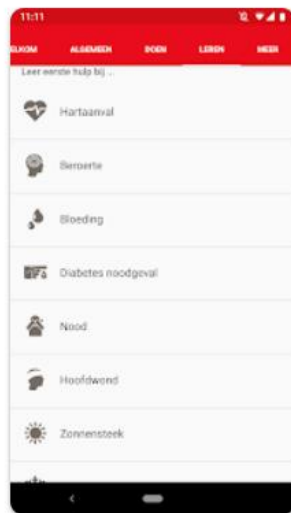 11:11
ELKOM ALGEMEEN DOEN LEREN MEER
Leer eerste hulp bij ...
Hartaanval
Beroerte
Bloeding
Diabetes noodgeval
Nood
Hoofdwond
Zonnensteek